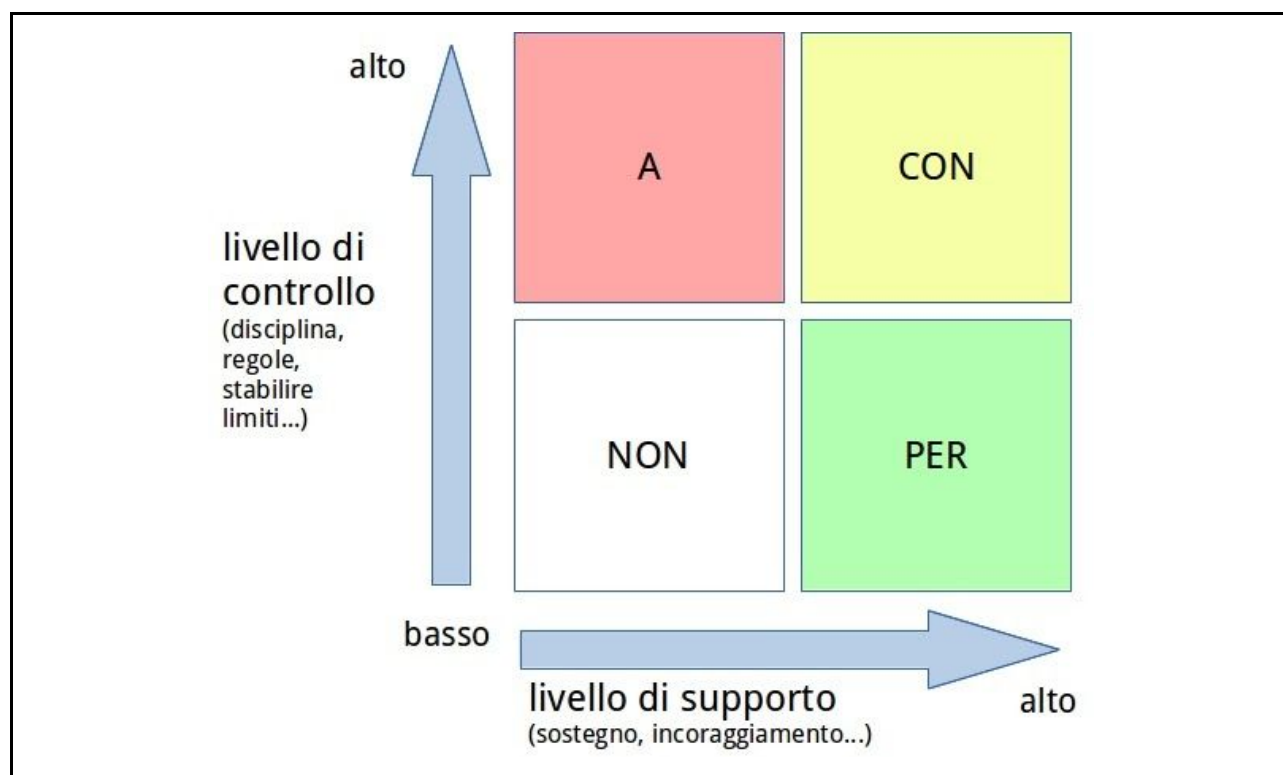 alto
A
CON
livello di
controllo
(disciplina,
regole,
stabilire
limiti...)
NON
PER
basso
livello di supporto
(sostegno, incoraggiamento...)
alto